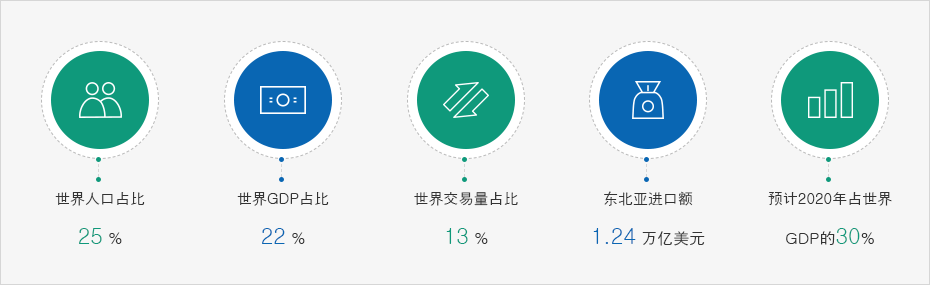 世界人口占比
25 %
世界GDP占比
22 %
世界交易量占比
13 %
东北亚进口额
1.24 万亿美元
预计2020年占世界
GDP的30%